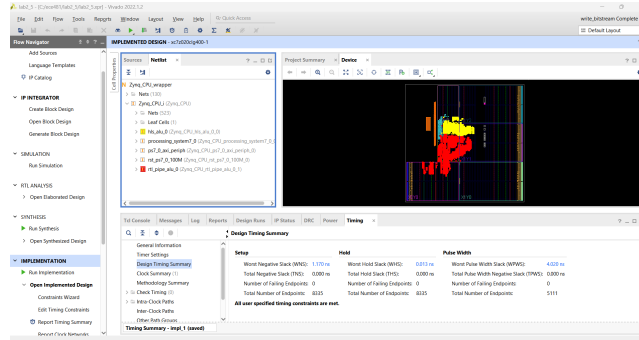 lab2_5 - [C:/ece4801/lab2_5/lab2_5.xpr] - Vivado 2022.1.2
File Edit Flow Tools Reports Window Layout View Help Quick Access
write_bitstream Complete
Default Layout
Flow Navigator
IMPLEMENTED DESIGN - xc7z020clg400-1
Add Sources
Language Templates
IP Catalog
IP INTEGRATOR
Create Block Design
Open Block Design
Generate Block Design
SIMULATION
Run Simulation
RTL ANALYSIS
Open Elaborated Design
SYNTHESIS
Run Synthesis
Open Synthesized Design
IMPLEMENTATION
Run Implementation
Open Implemented Design
Constraints Wizard
Edit Timing Constraints
Report Timing Summary
Report Clock Networks
Cell Properties
Sources Netlist
Zynq_CPU_wrapper
Nets (130)
Zynq_CPU_i (Zynq_CPU)
Nets (523)
Leaf Cells (1)
hls_alu_0 (Zynq_CPU_hls_alu_0_0)
processing_system7_0 (Zynq_CPU_processing_system7_0
ps7_0_axi_periph (Zynq_CPU_ps7_0_axi_periph_0)
rst_ps7_0_100M (Zynq_CPU_rst_ps7_0_100M_0)
rtl_pipe_alu_0 (Zynq_CPU_rtl_pipe_alu_0_1)
Project Summary Device
Tcl Console Messages Log Reports Design Runs IP Status DRC Power Timing
Design Timing Summary
General Information
Timer Settings
Design Timing Summary
Clock Summary (1)
Methodology Summary
Check Timing (0)
Intra-Clock Paths
Inter-Clock Paths
Other Path Groups
Setup Hold Pulse Width
Worst Negative Slack (WNS): 1.170 ns Worst Hold Slack (WHS): 0.013 ns Worst Pulse Width Slack (WPWS): 4.020 ns
Total Negative Slack (TNS): 0.000 ns Total Hold Slack (THS): 0.000 ns Total Pulse Width Negative Slack (TPWS): 0.000 ns
Number of Failing Endpoints: 0 Number of Failing Endpoints: 0 Number of Failing Endpoints: 0
Total Number of Endpoints: 8335 Total Number of Endpoints: 8335 Total Number of Endpoints: 5111
All user specified timing constraints are met.
Timing Summary - impl_1 (saved)